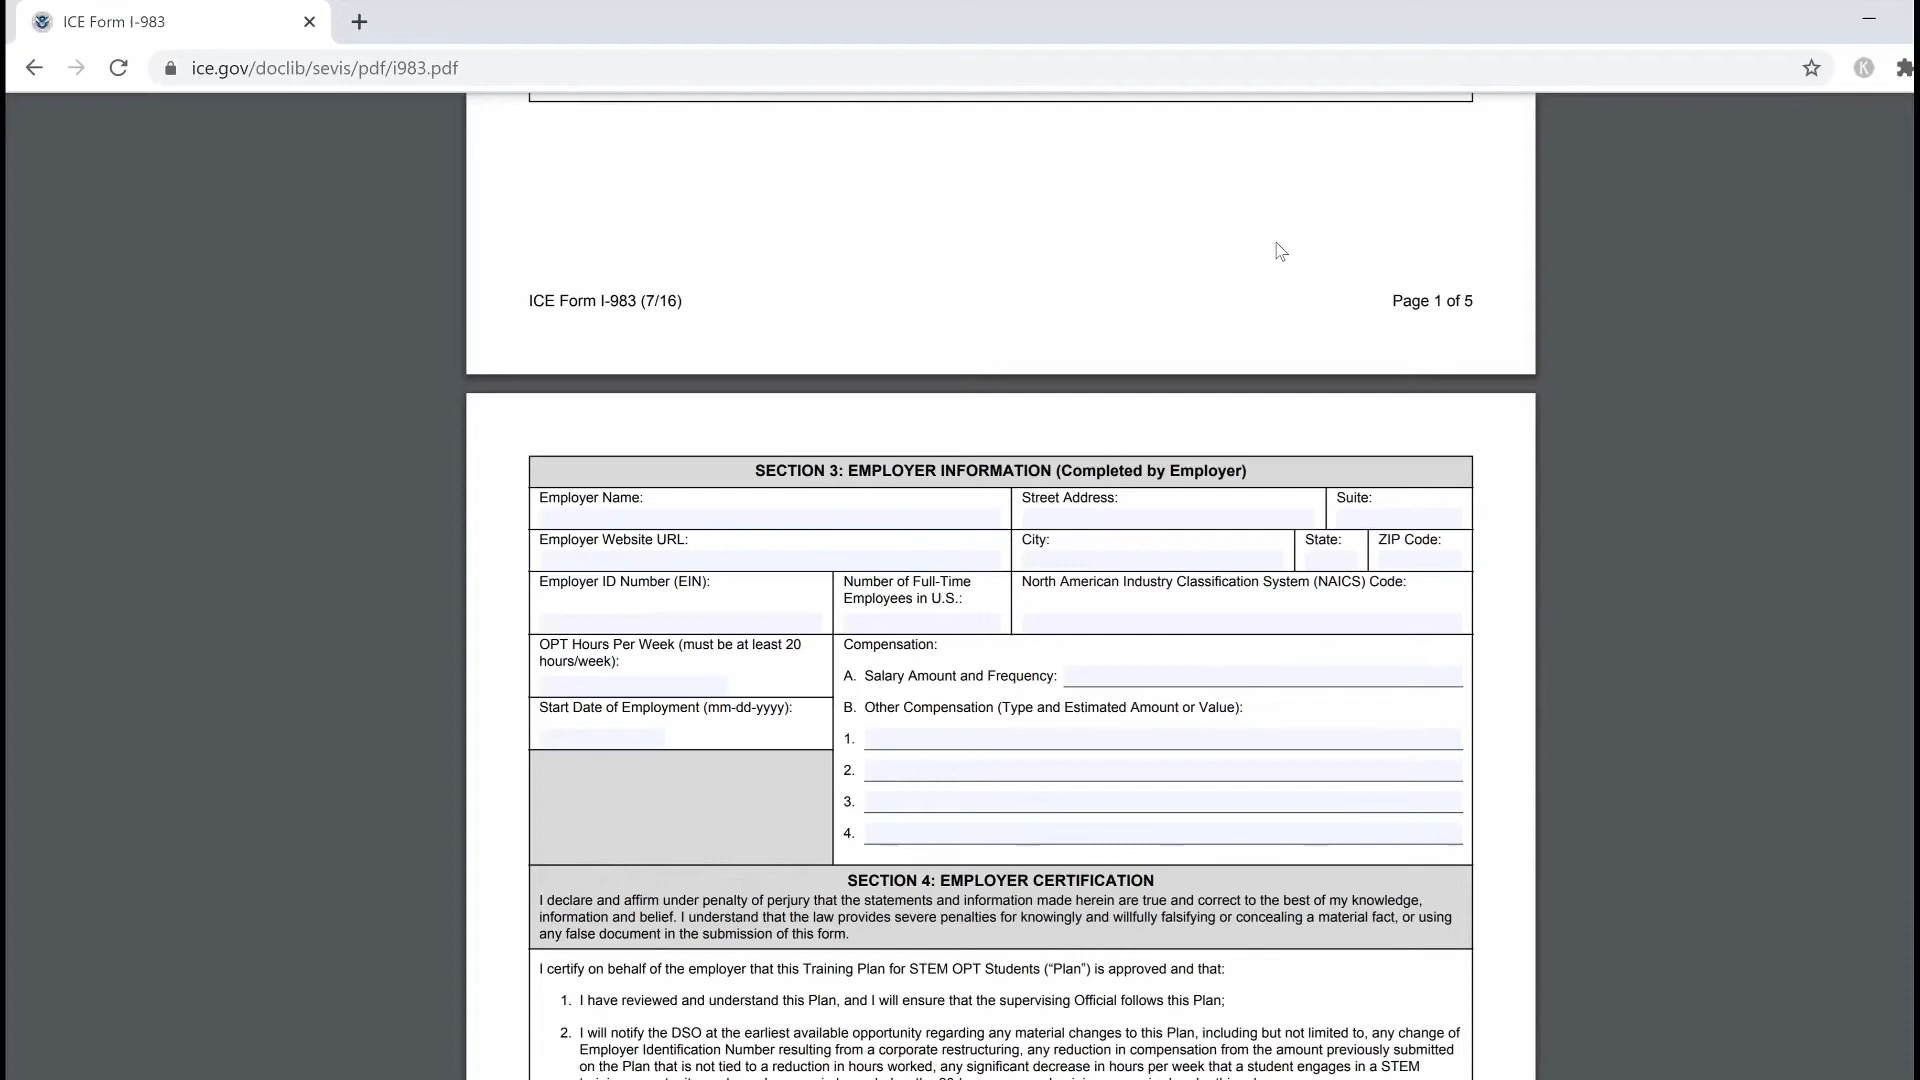 ICE Form I-983
ice.gov/doclib/sevis/pdf/i983.pdf
K
ICE Form I-983 (7/16)
Page 1 of 5
SECTION 3: EMPLOYER INFORMATION (Completed by Employer)
Employer Name:
Street Address:
Suite:
Employer Website URL:
City:
State:
ZIP Code:
Employer ID Number (EIN):
Number of Full-Time
Employees in U.S.:
North American Industry Classification System (NAICS) Code:
OPT Hours Per Week (must be at least 20
hours/week):
Start Date of Employment (mm-dd-yyyy):
Compensation:
A. Salary Amount and Frequency:
B. Other Compensation (Type and Estimated Amount or Value):
1.
2.
3.
4.
SECTION 4: EMPLOYER CERTIFICATION
I declare and affirm under penalty of perjury that the statements and information made herein are true and correct to the best of my knowledge,
information and belief. I understand that the law provides severe penalties for knowingly and willfully falsifying or concealing a material fact, or using
any false document in the submission of this form.
I certify on behalf of the employer that this Training Plan for STEM OPT Students (“Plan”) is approved and that:
1. I have reviewed and understand this Plan, and I will ensure that the supervising Official follows this Plan;
2. I will notify the DSO at the earliest available opportunity regarding any material changes to this Plan, including but not limited to, any change of
Employer Identification Number resulting from a corporate restructuring, any reduction in compensation from the amount previously submitted
on the Plan that is not tied to a reduction in hours worked, any significant decrease in hours per week that a student engages in a STEM